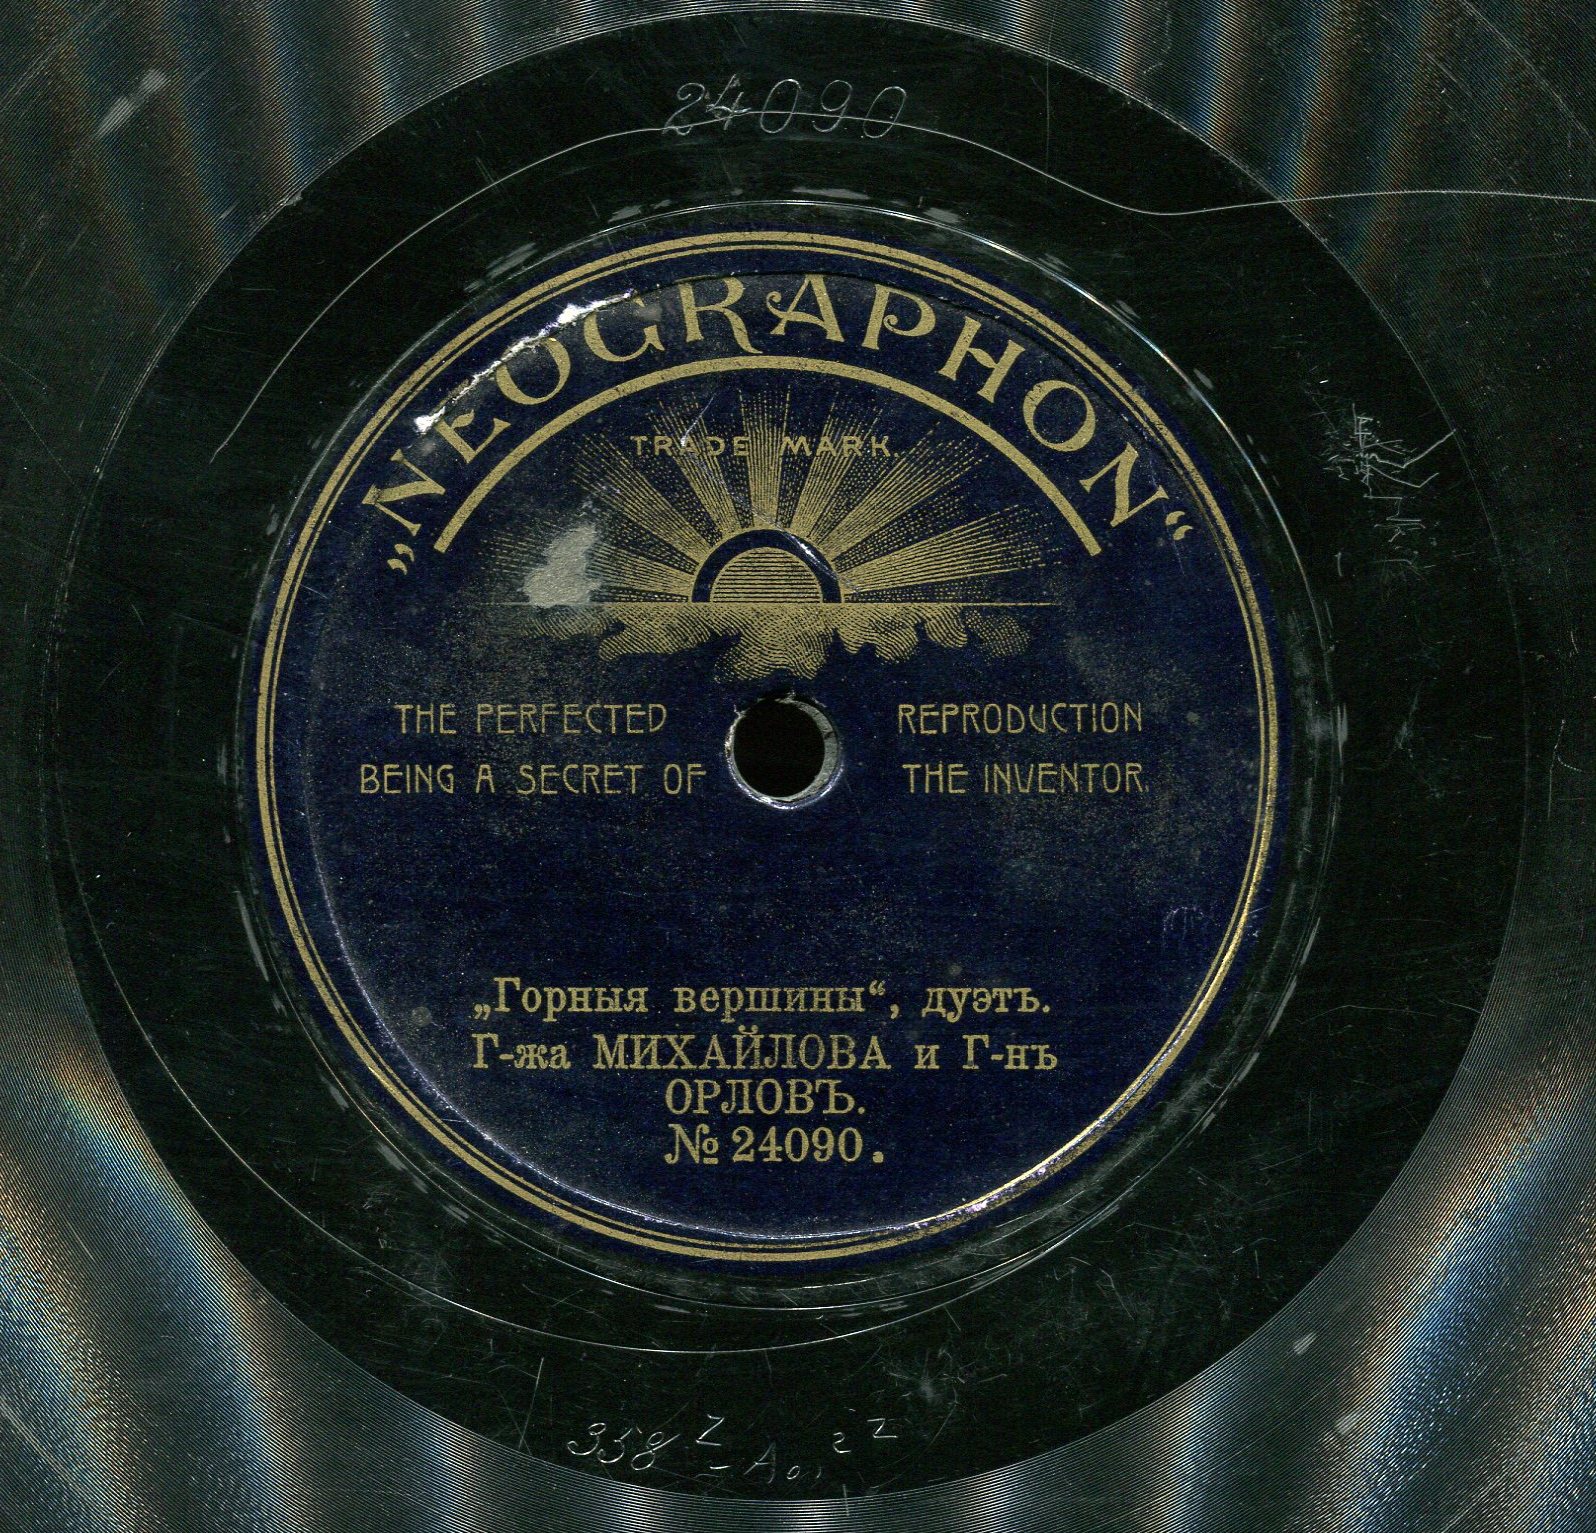 24090
„NEOGRAPHON“
TRADE MARK.
THE PERFECTED REPRODUCTION
BEING A SECRET OF THE INVENTOR.
„Горныя вершины“, дуэтъ.
Г-жа МИХАЙЛОВА и Г-нъ
ОРЛОВЪ.
№ 24090.
358